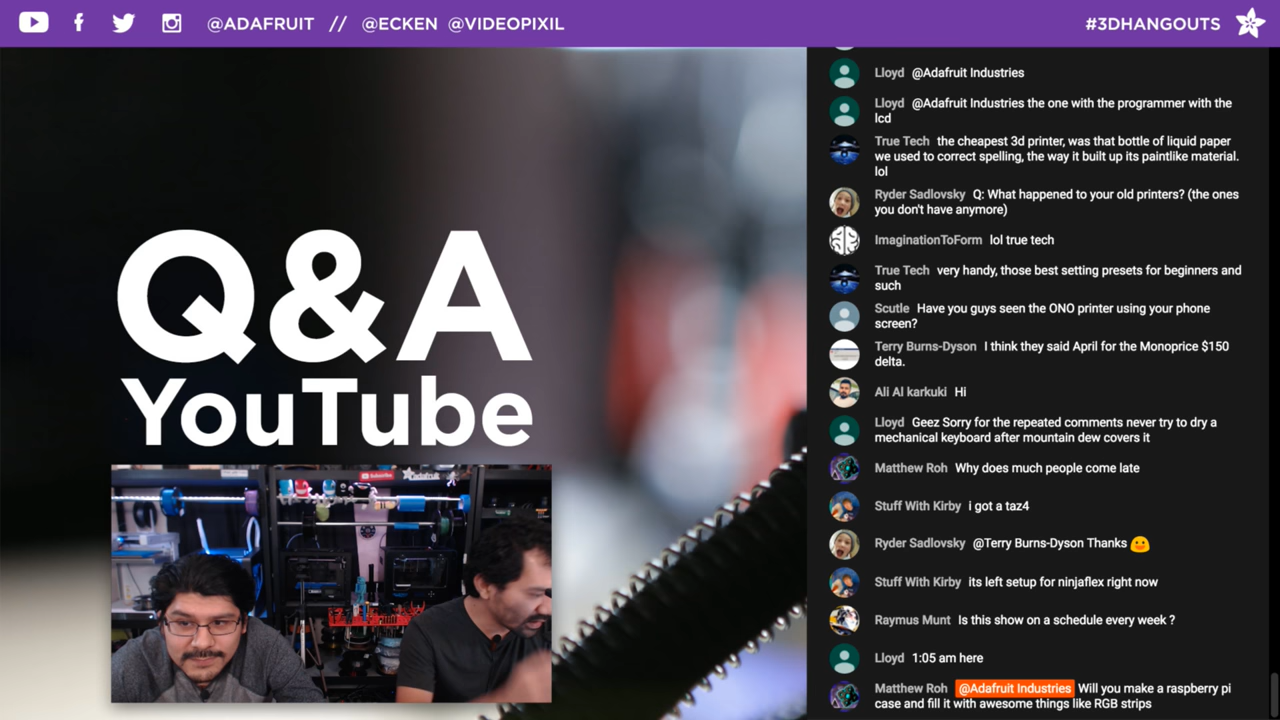 @ADAFRUIT // @ECKEN @VIDEOPIXIL
#3DHANGOUTS
Q&A
YouTube
Lloyd @Adafruit Industries
Lloyd @Adafruit Industries the one with the programmer with the
lcd
True Tech the cheapest 3d printer, was that bottle of liquid paper
we used to correct spelling, the way it built up its paintlike material.
lol
Ryder Sadlovsky Q: What happened to your old printers? (the ones
you don't have anymore)
ImaginationToForm lol true tech
True Tech very handy, those best setting presets for beginners and
such
Scutle Have you guys seen the ONO printer using your phone
screen?
Terry Burns-Dyson I think they said April for the Monoprice $150
delta.
Ali Al karkuki Hi
Lloyd Geez Sorry for the repeated comments never try to dry a
mechanical keyboard after mountain dew covers it
Matthew Roh Why does much people come late
Stuff With Kirby i got a taz4
Ryder Sadlovsky @Terry Burns-Dyson Thanks
Stuff With Kirby its left setup for ninjaflex right now
Raymus Munt Is this show on a schedule every week ?
Lloyd 1:05 am here
Matthew Roh @Adafruit Industries Will you make a raspberry pi
case and fill it with awesome things like RGB strips